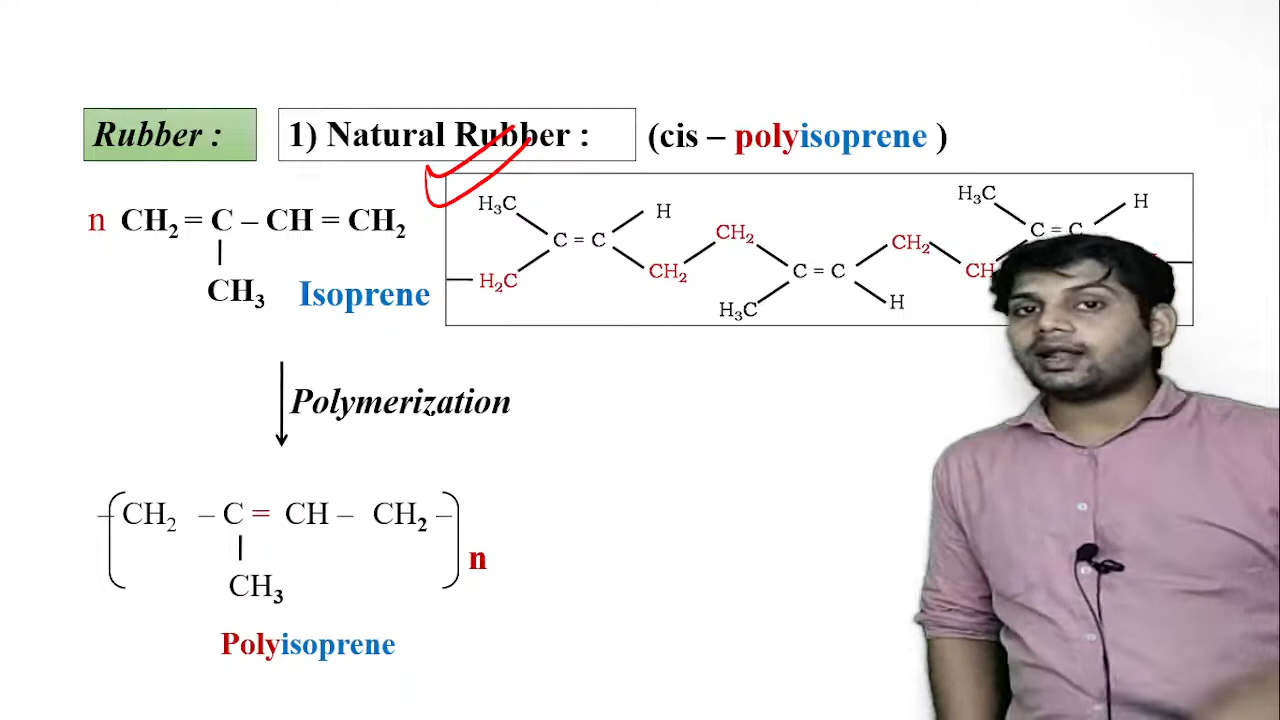 Rubber : 1) Natural Rubber : (cis – polyisoprene )
n CH₂ = C – CH = CH₂
CH₃ Isoprene
H₃C H CH₂ H₃C H
C = C CH₂ C = C
H₂C CH₂ C = C CH
H₃C H
Polymerization
CH₂ – C = CH – CH₂ –
n
CH₃
Polyisoprene